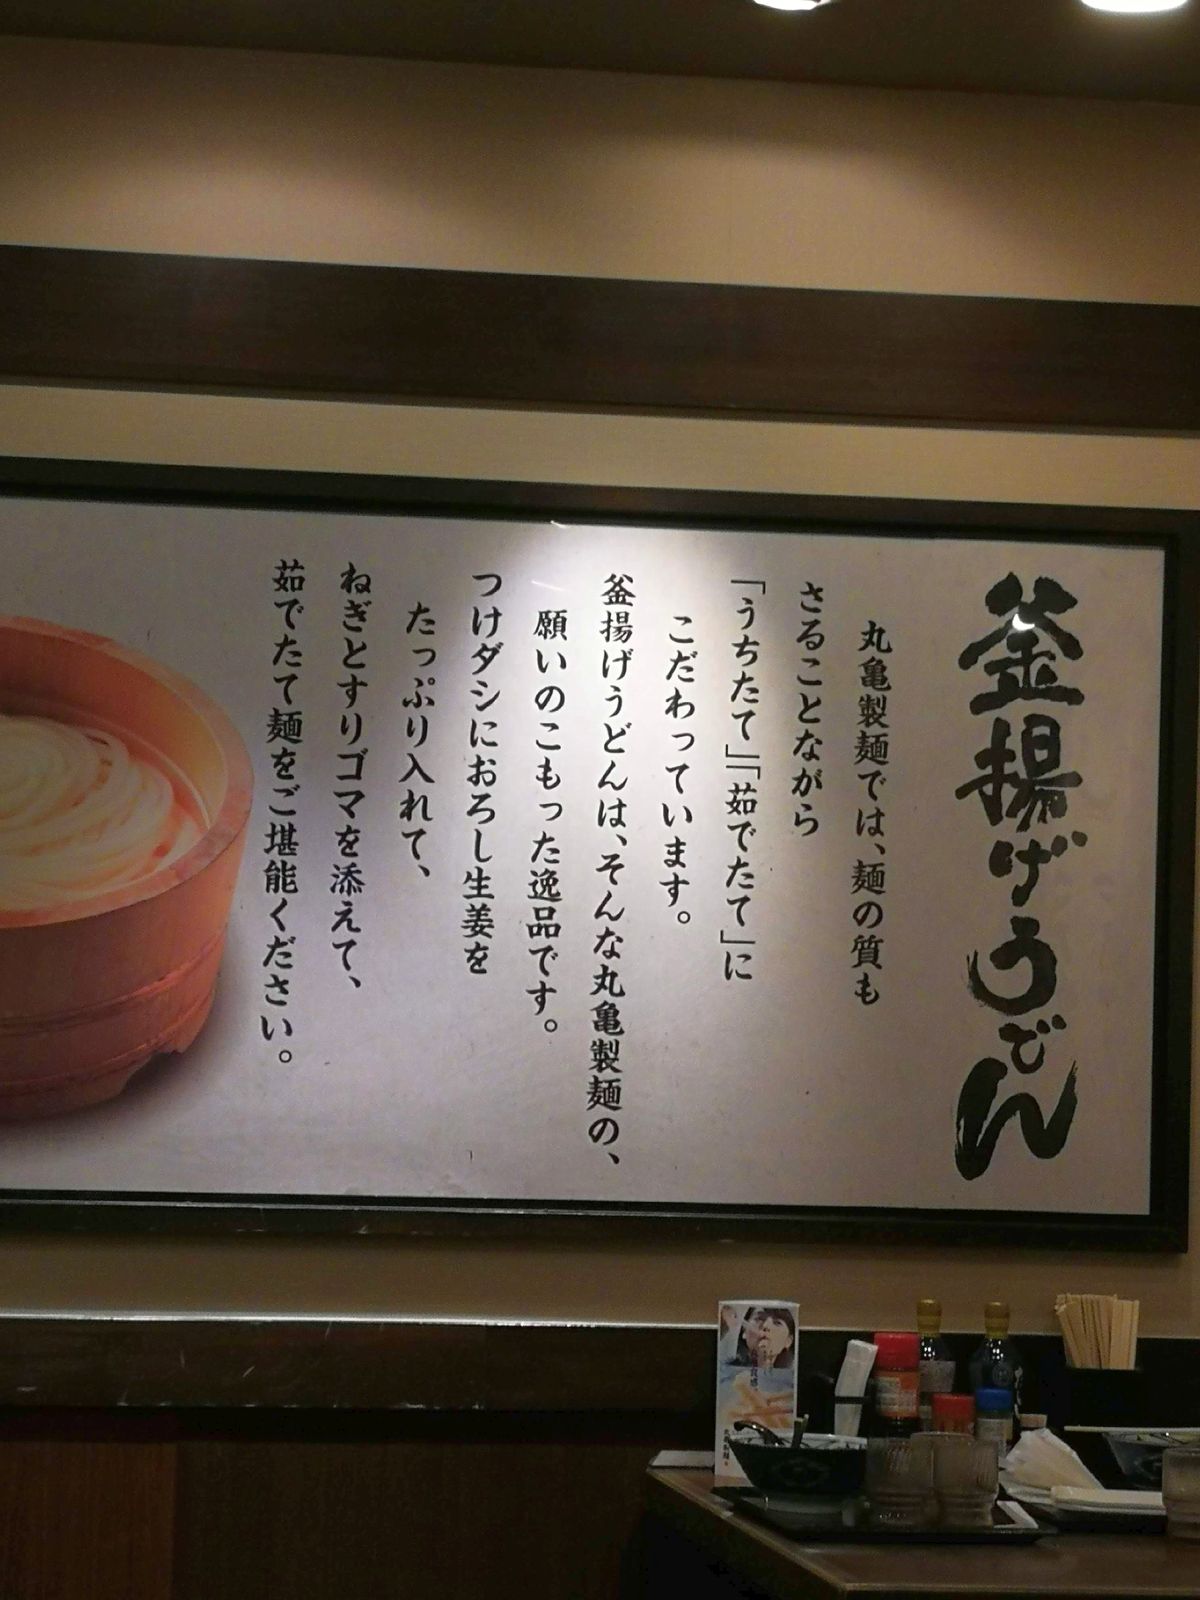 釜揚げうどん
丸亀製麺では、麺の質も
さることながら
「うちたて」「茹でたて」に
こだわっています。
釜揚げうどんは、そんな丸亀製麺の、
願いのこもった逸品です。
つけダシにおろし生姜を
たっぷり入れて、
ねぎとすりゴマを添えて、
茹でたて麺をご堪能ください。